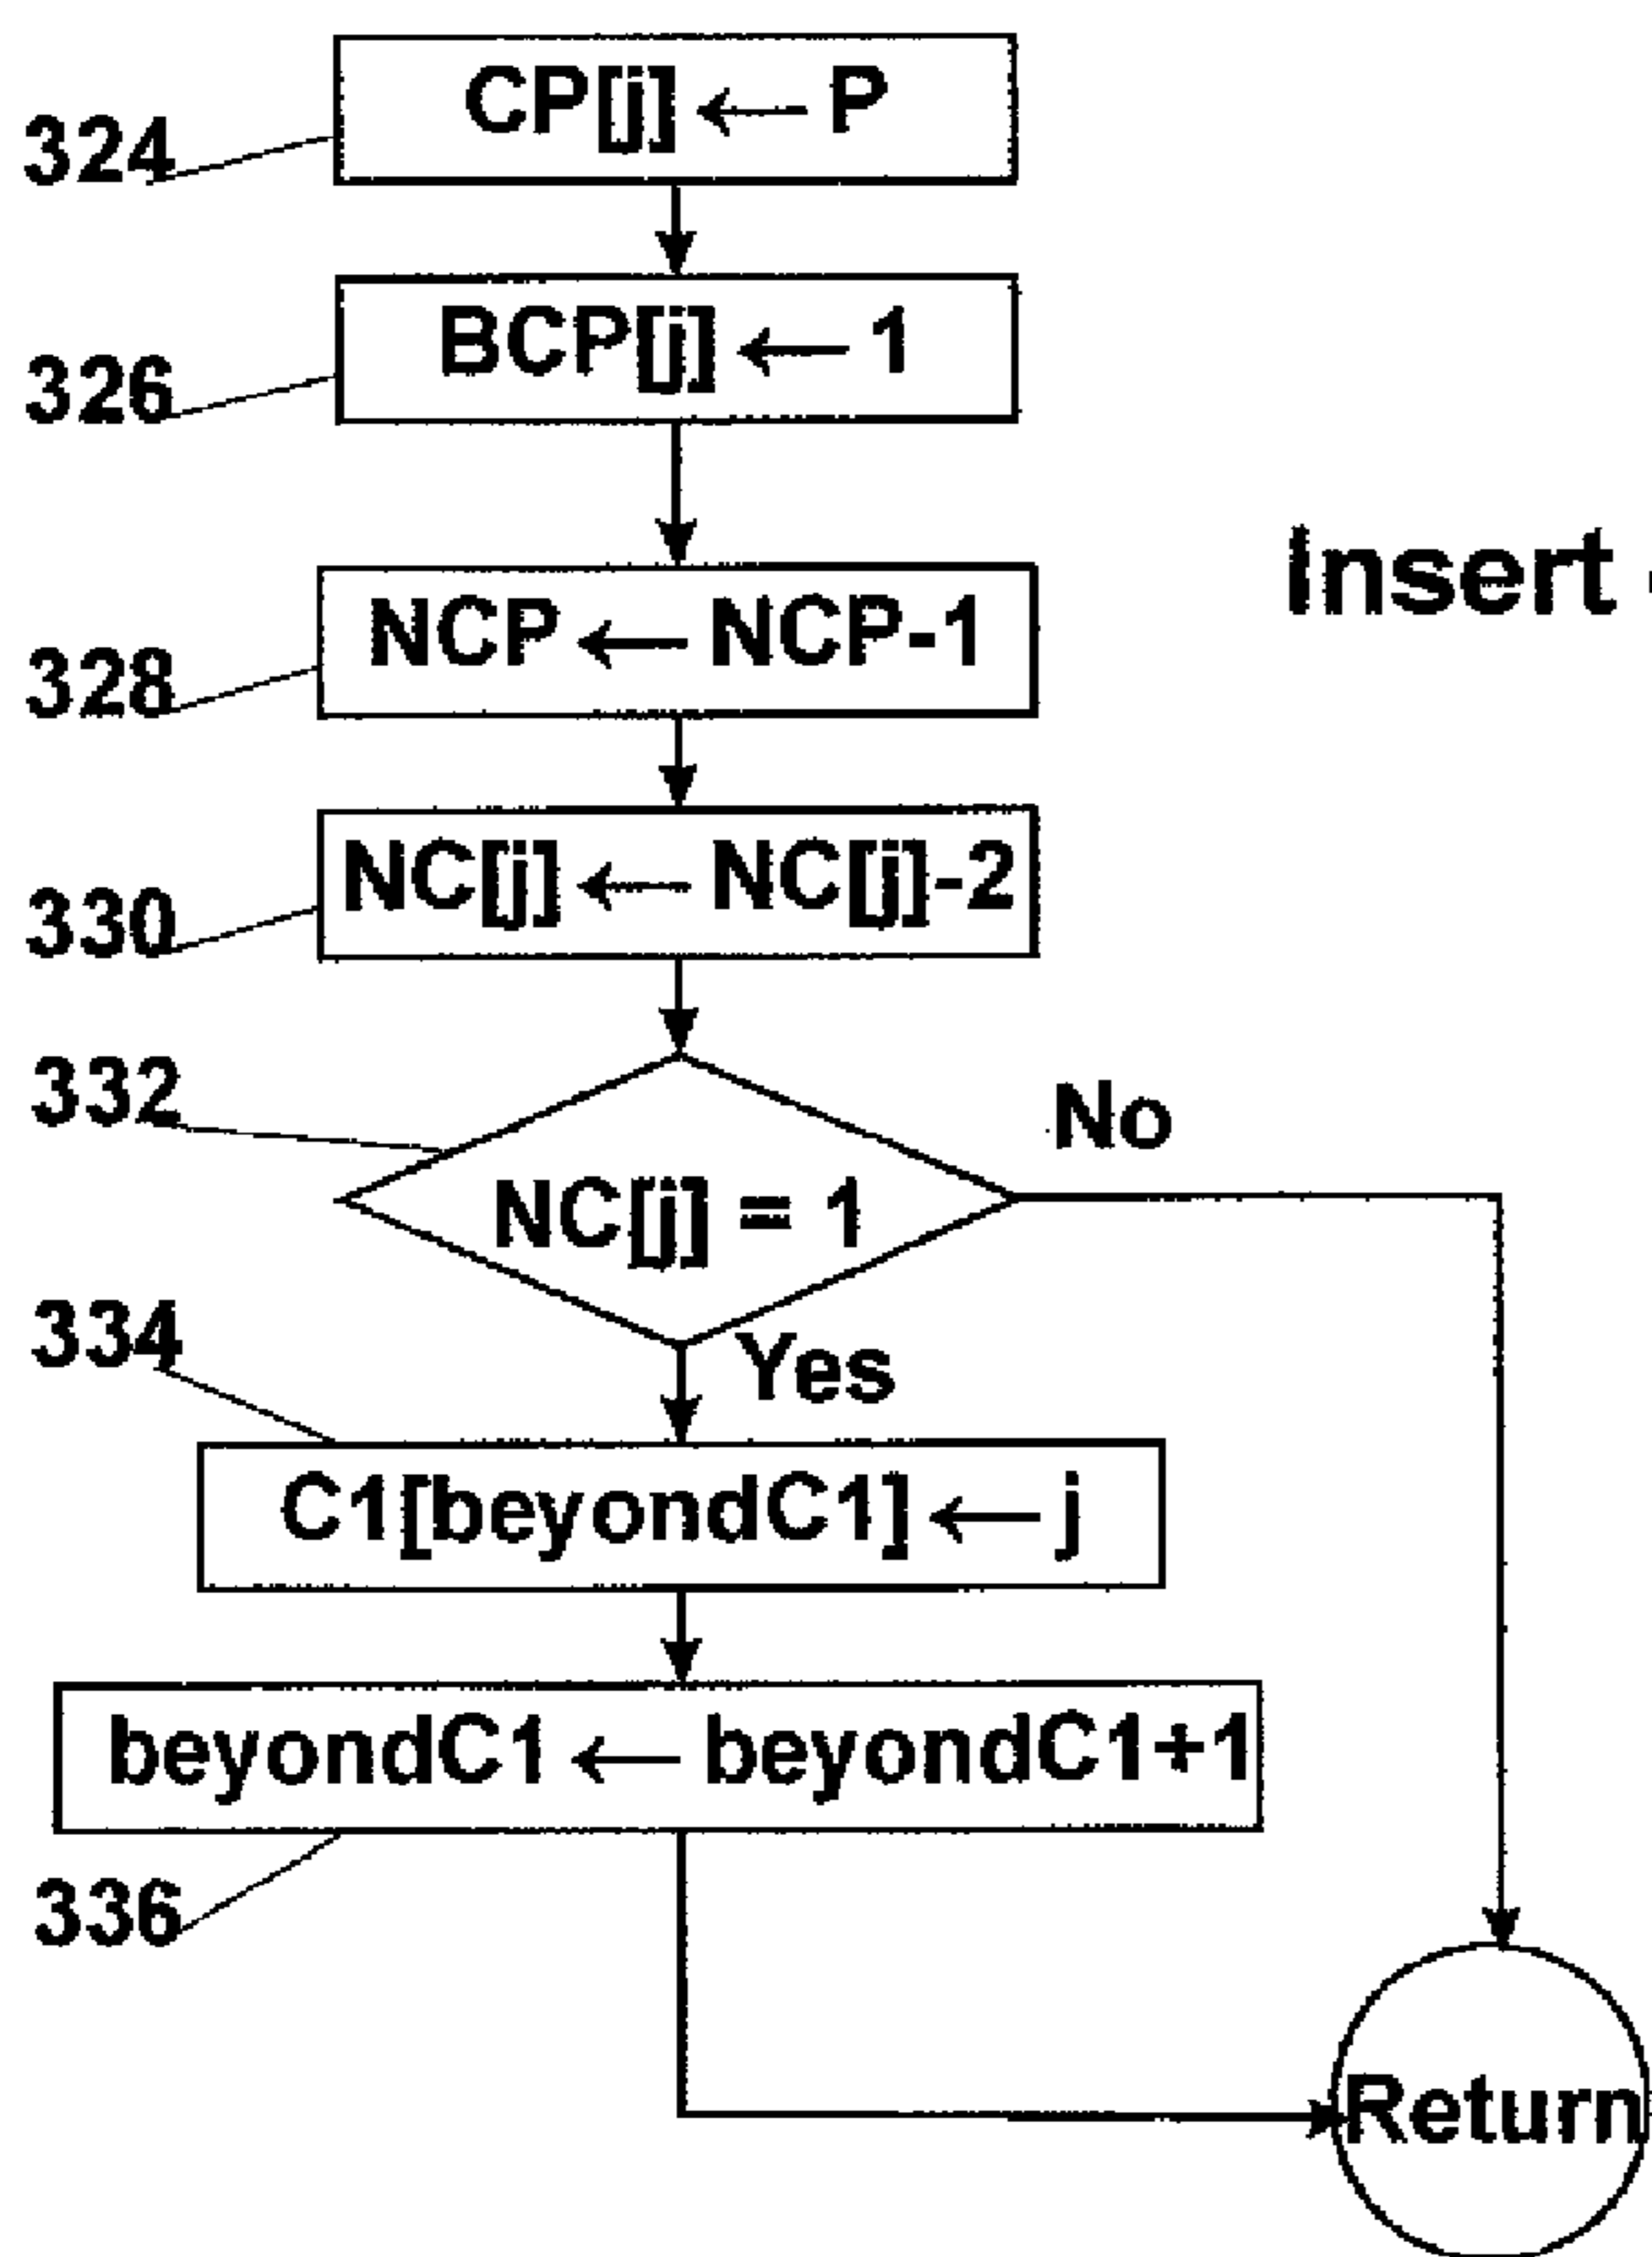 324
CP[j] ← P
326
BCP[j] ← 1
Insert
328
NCP ← NCP-1
330
NC[j] ← NC[j]-2
332
No
NC[j] = 1
334
Yes
C1[beyondC1] ← j
beyondC1 ← beyondC1+1
336
Return